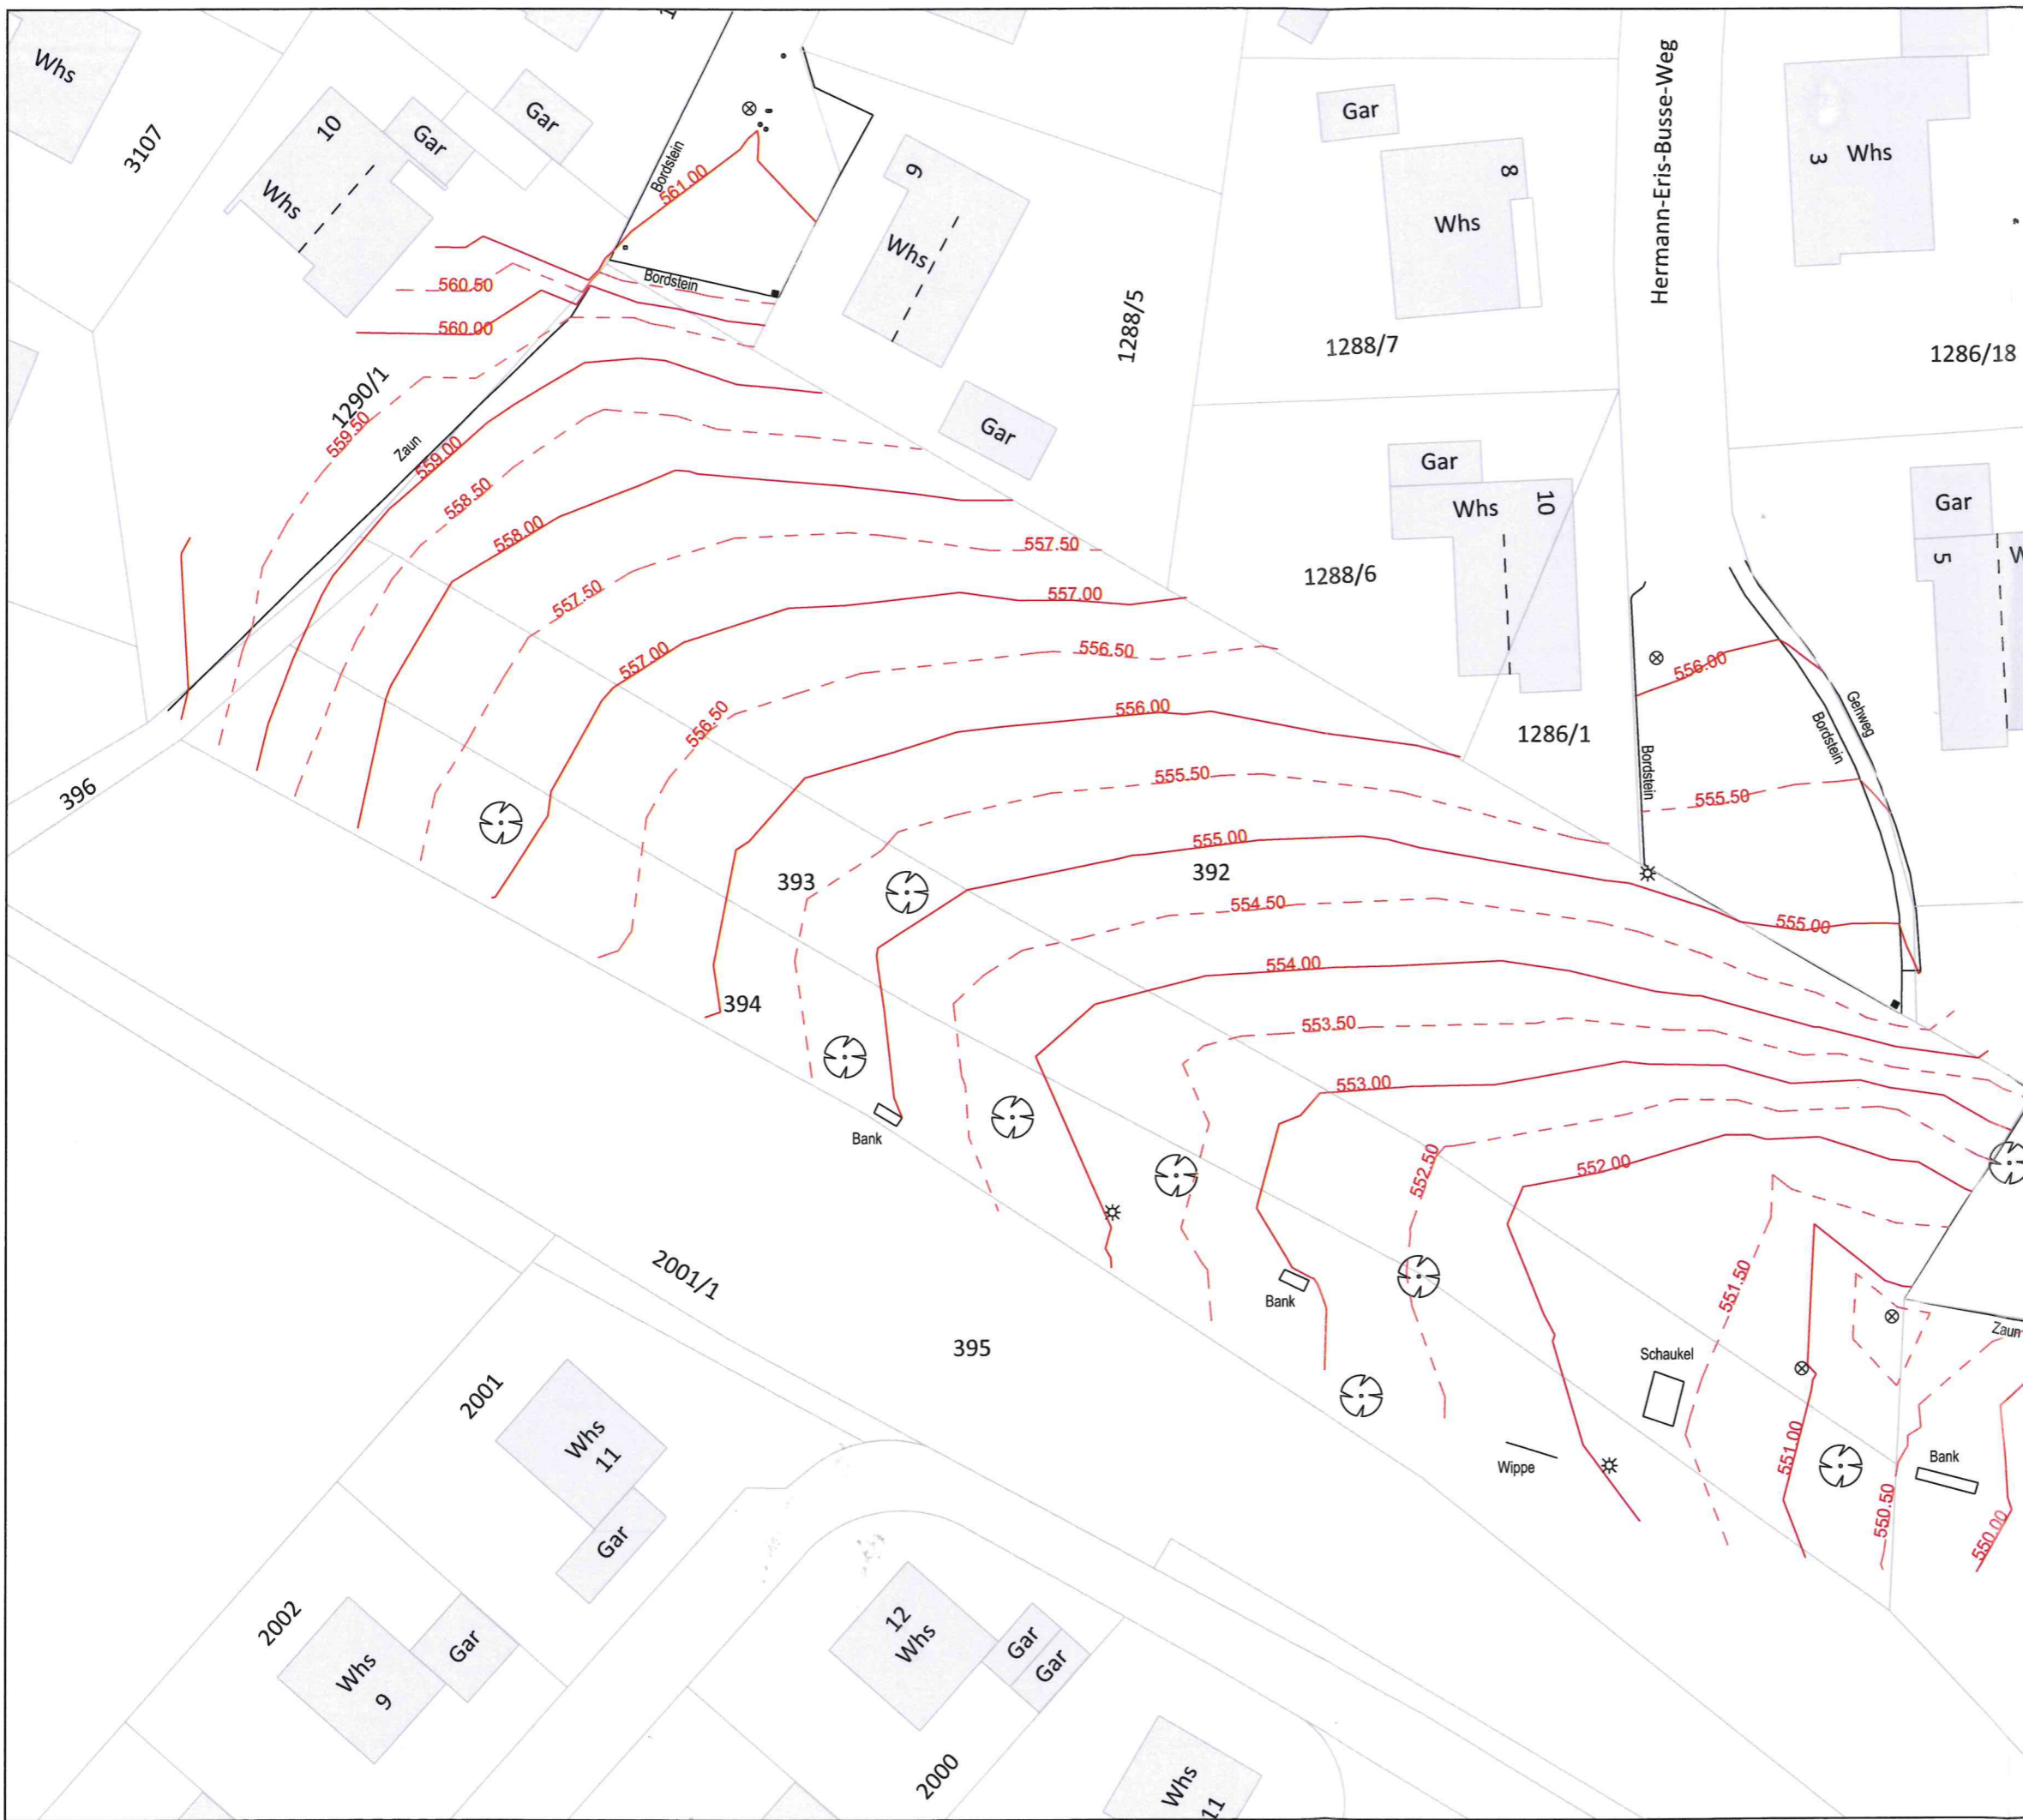 Whs
3107
10
Whs
Gar
Gar
Bordstein
561.00
Bordstein
560.50
560.00
1290/1
559.50
Zaun
559.00
558.50
558.00
9
Whs
Gar
1288/5
Gar
8
Whs
1288/7
Hermann-Eris-Busse-Weg
3
Whs
1286/18
Gar
Whs
10
1288/6
1286/1
Gar
5
557.50
557.50
557.00
557.00
556.50
556.50
556.00
555.50
555.00
392
393
394
396
554.50
554.00
553.50
553.00
552.50
552.00
551.50
551.00
550.50
550.00
556.00
555.50
555.00
Bordstein
Bordstein
Gehweg
Bank
Bank
Schaukel
Wippe
Bank
Zaun
2001/1
395
2001
Whs
11
Gar
2002
Whs
9
Gar
12
Whs
Gar
Gar
2000
Whs
11